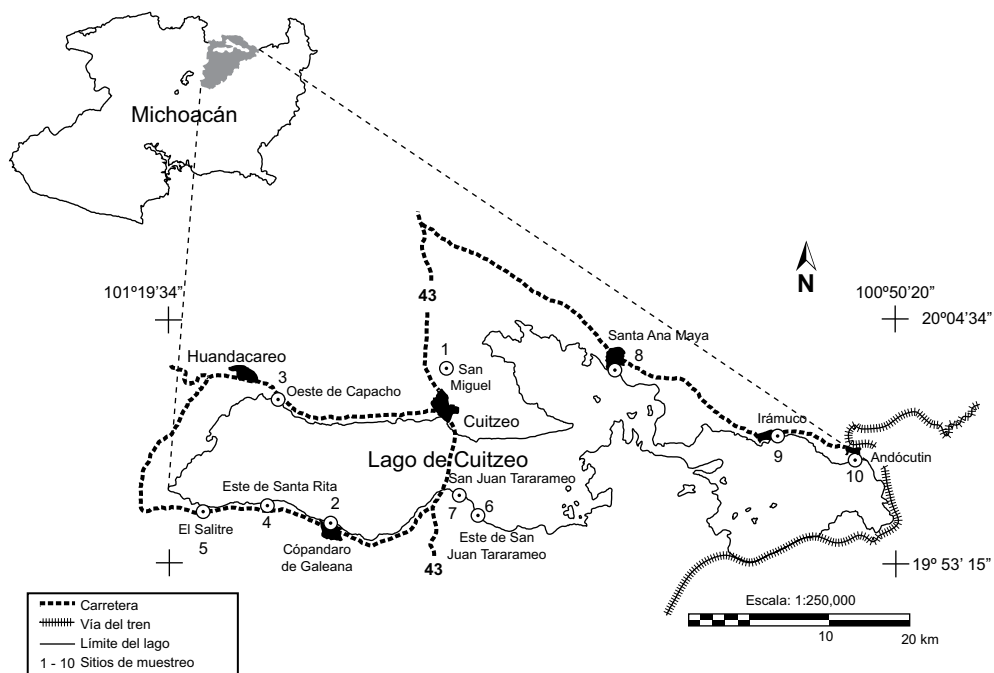 Michoacán
43
N
101º19’34”
100º50’20”
20º04’34”
Santa Ana Maya
8
1
San
Miguel
Huandacareo
3
Oeste de Capacho
Cuitzeo
Irámuco
9
Andócutin
10
Lago de Cuitzeo
San Juan Tararameo
7
6
Este de San
Juan Tararameo
Este de Santa Rita
4
2
El Salitre
5
Cópandaro
de Galeana
43
19º 53’ 15”
Escala: 1:250,000
10
20 km
Carretera
Vía del tren
Límite del lago
1 - 10 Sitios de muestreo